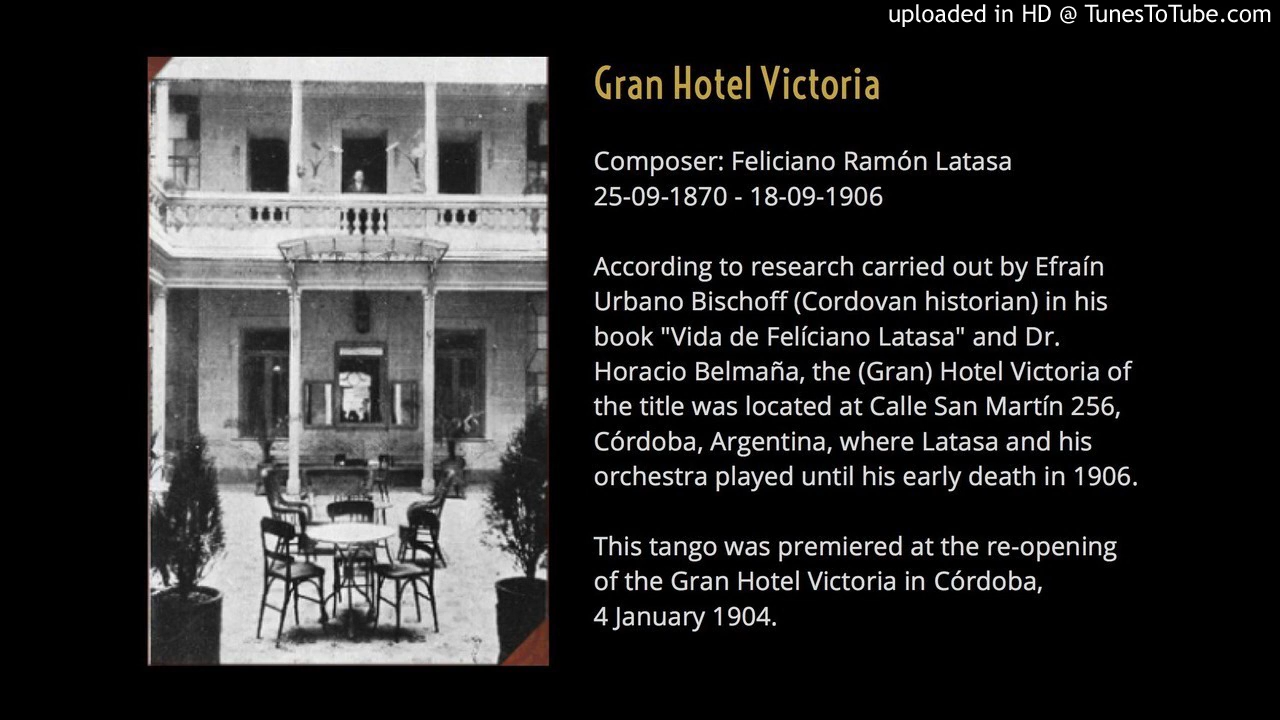 uploaded in HD @ TunesToTube.com
Gran Hotel Victoria
Composer: Feliciano Ramón Latasa
25-09-1870 - 18-09-1906
According to research carried out by Efraín
Urbano Bischoff (Cordovan historian) in his
book "Vida de Felíciano Latasa" and Dr.
Horacio Belmaña, the (Gran) Hotel Victoria of
the title was located at Calle San Martín 256,
Córdoba, Argentina, where Latasa and his
orchestra played until his early death in 1906.
This tango was premiered at the re-opening
of the Gran Hotel Victoria in Córdoba,
4 January 1904.